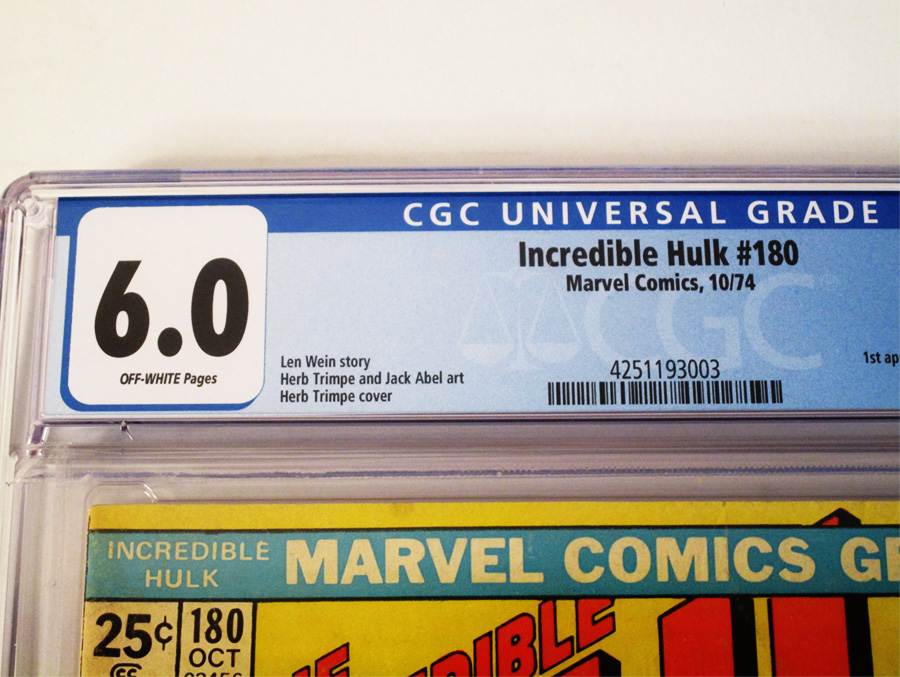 CGC UNIVERSAL GRADE
6.0
OFF-WHITE Pages
Incredible Hulk #180
Marvel Comics, 10/74
CGC
Len Wein story
Herb Trimpe and Jack Abel art
Herb Trimpe cover
4251193003
1st
INCREDIBLE
HULK
MARVEL COMICS
25¢
180
OCT